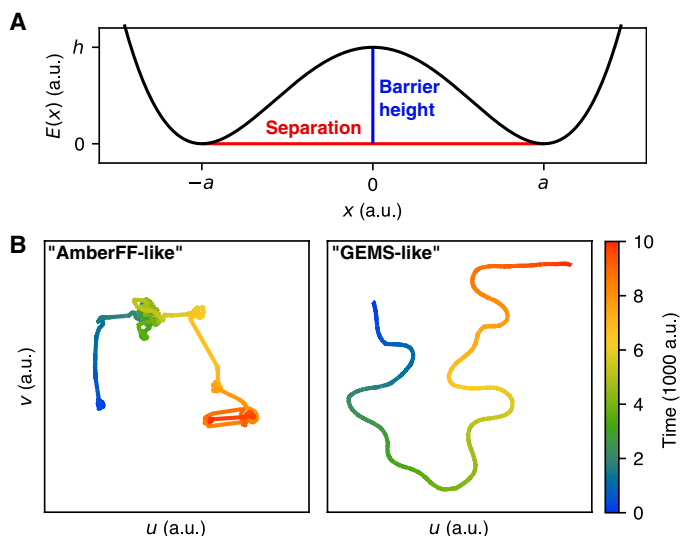 A
h
0
E(x) (a.u.)
Barrier
height
Separation
−a
0
a
x (a.u.)
B
"AmberFF-like"
"GEMS-like"
10
8
6
4
2
0
v (a.u.)
Time (1000 a.u.)
u (a.u.)
u (a.u.)